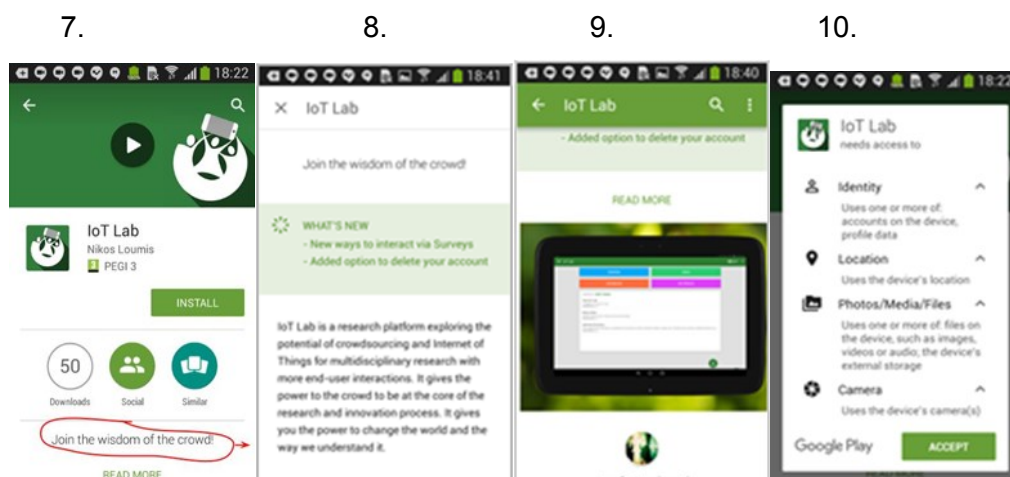 7.
8.
9.
10.
18:22
IoT Lab
Nikos Loumis
3 PEGI 3
INSTALL
50
Downloads
Social
Similar
Join the wisdom of the crowd!
READ MORE
18:41
IoT Lab
Join the wisdom of the crowd!
WHAT'S NEW
- New ways to interact via Surveys
- Added option to delete your account
IoT Lab is a research platform exploring the
potential of crowdsourcing and Internet of
Things for multidisciplinary research with
more end-user interactions. It gives the
power to the crowd to be at the core of the
research and innovation process. It gives
you the power to change the world and the
way we understand it.
18:40
IoT Lab
- Added option to delete your account
READ MORE
18:22
IoT Lab
needs access to
Identity
Uses one or more of:
accounts on the device,
profile data
Location
Uses the device's location
Photos/Media/Files
Uses one or more of: files on
the device, such as images,
videos or audio; the device's
external storage
Camera
Uses the device's camera(s)
Google Play
ACCEPT